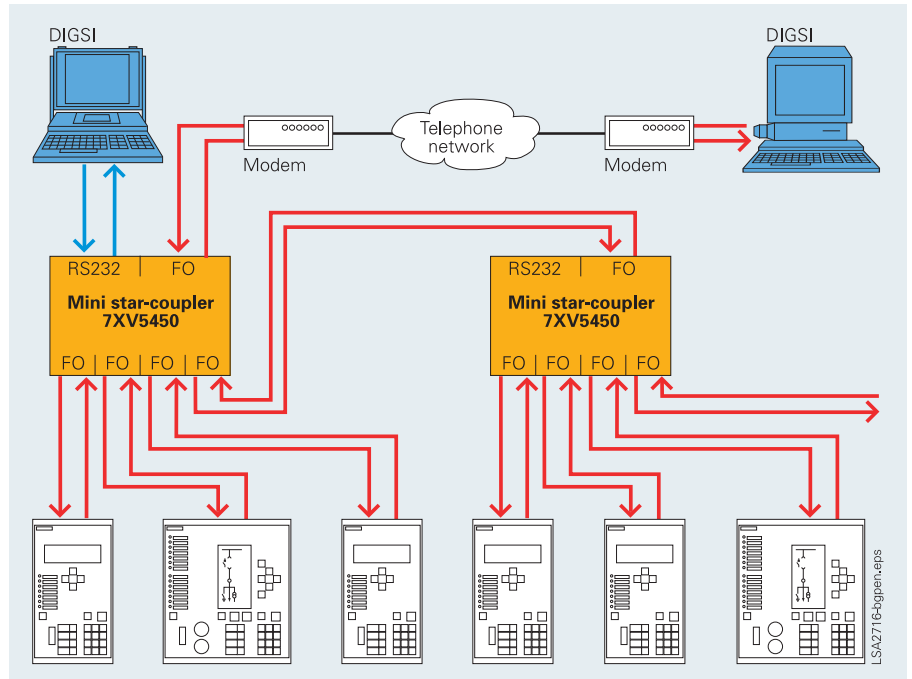 DIGSI
DIGSI
Telephone
network
Modem
Modem
RS232 FO
Mini star-coupler
7XV5450
FO FO FO FO
RS232 FO
Mini star-coupler
7XV5450
FO FO FO FO
LSA2716-bgpen.eps